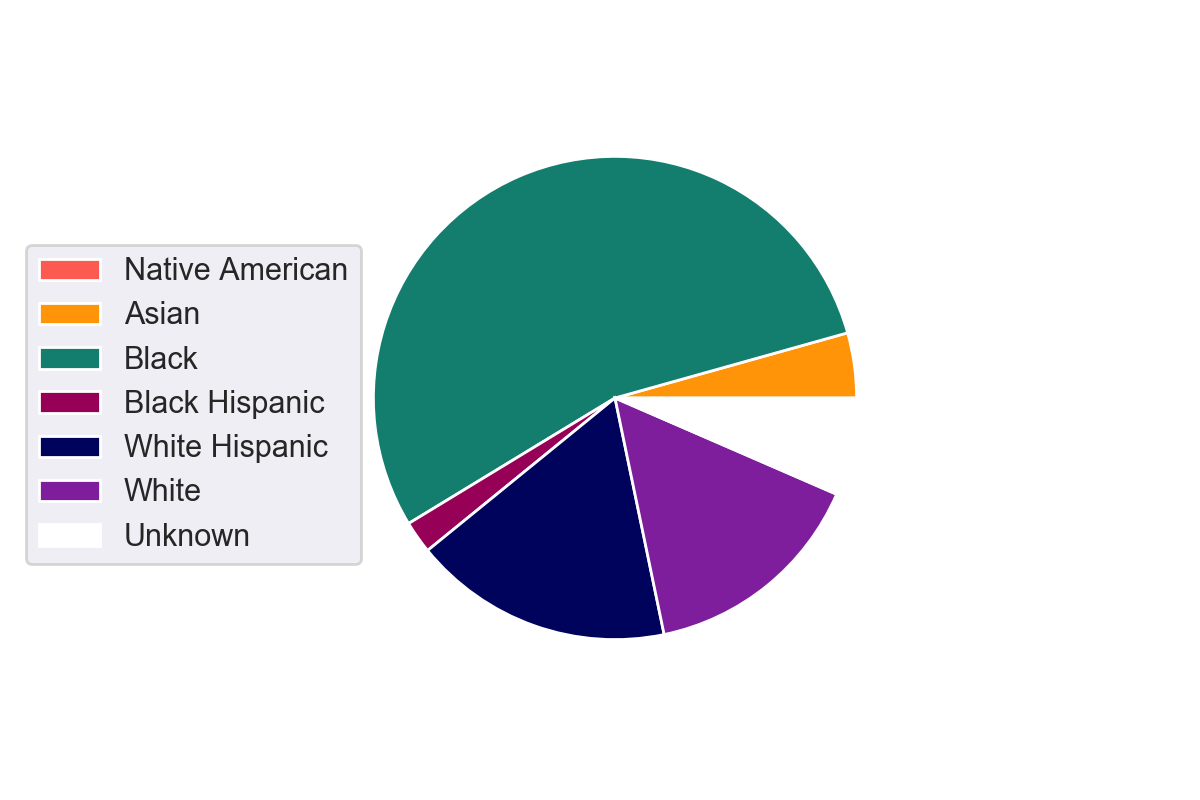 Native American
Asian
Black
Black Hispanic
White Hispanic
White
Unknown